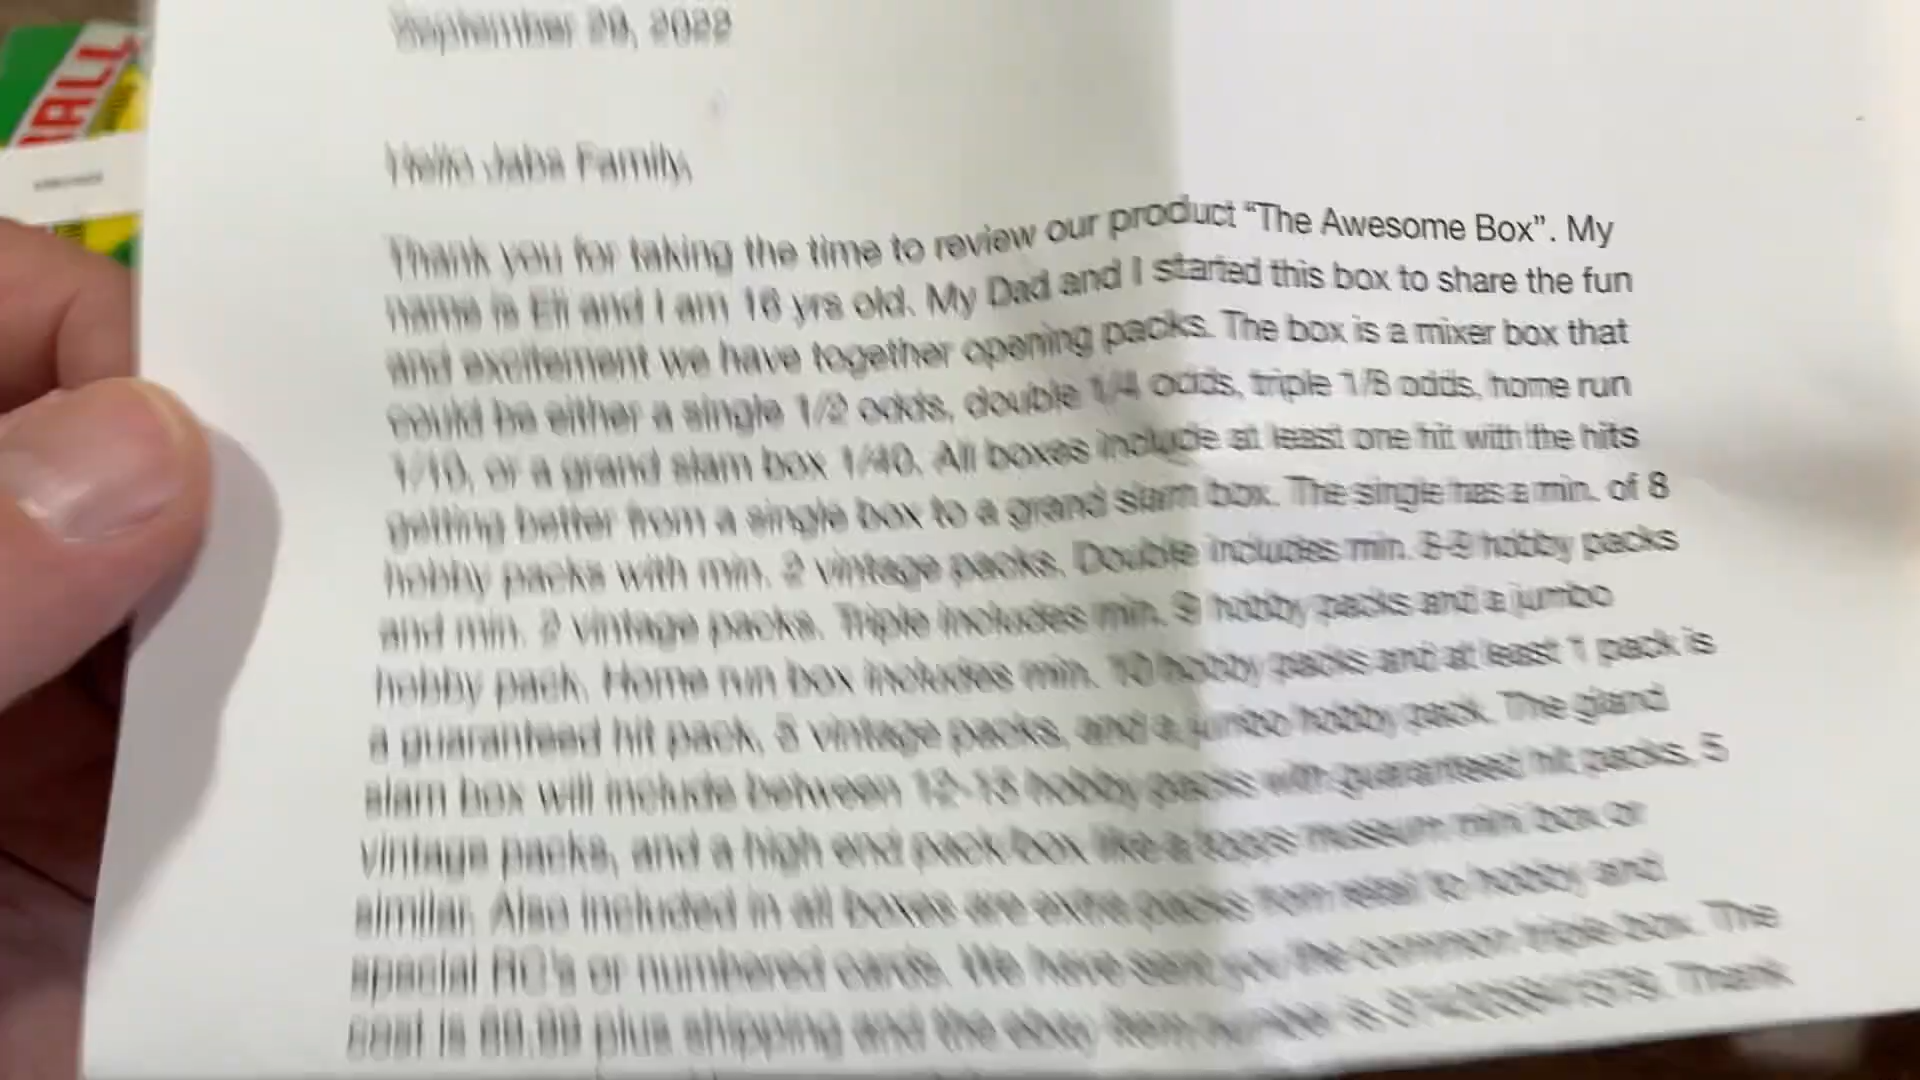 September 29, 2022
Hello Jabs Family,
Thank you for taking the time to review our product “The Awesome Box”. My
name is Eli and I am 16 yrs old. My Dad and I started this box to share the fun
and excitement we have together opening packs. The box is a mixer box that
could be either a single 1/2 odds, double 1/4 odds, triple odds, home run
1/10, or a grand slam box 1/40. All boxes include at least one hit with the hits
getting better from a single box to a grand slam box. The single has a min. of 8
hobby packs with min. 2 vintage packs. Double includes min. 8-9 hobby packs
and min. 2 vintage packs. Triple includes min. 9 hobby packs and a jumbo
hobby pack. Home run box includes min. 10 hobby packs and at least 1 pack is
a guaranteed hit pack, vintage packs, and a jumbo hobby pack. The gland
slam box will include between hobby packs with guaranteed hit packs, 5
vintage packs, and a high end pack/box like a topps museum mini box or
similar. Also included in all boxes are extra packs from retail to hobby and
special RC's or numbered cards. We have sent you the common triple box. The
cost is plus shipping and the ebay item number is Thank